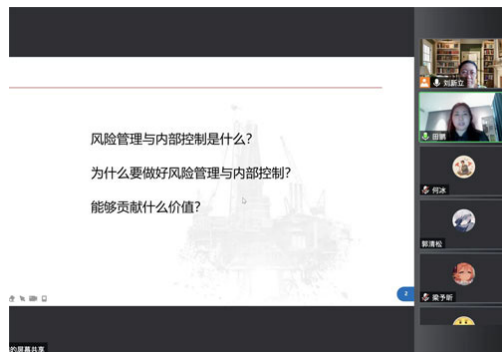 风险管理与内部控制是什么?
为什么要做好风险管理与内部控制?
能够贡献什么价值?
2
的屏幕共享
刘新立
田鹏
何冰
郭清松
梁予昕